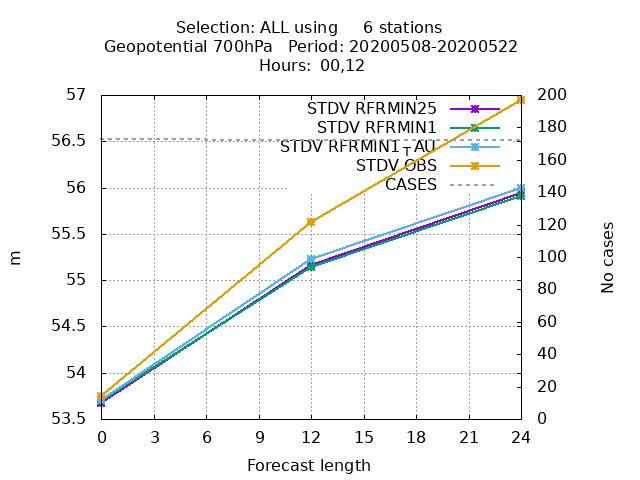 Selection: ALL using     6 stations
Geopotential 700hPa   Period: 20200508-20200522
Hours: 00,12
57
56.5
56
55.5
55
54.5
54
53.5
200
180
160
140
120
100
80
60
40
20
0
STDV RFRMIN25
STDV RFRMIN1
STDV RFRMIN1_AU
STDV OBS
CASES
m
No cases
0 3 6 9 12 15 18 21 24
Forecast length